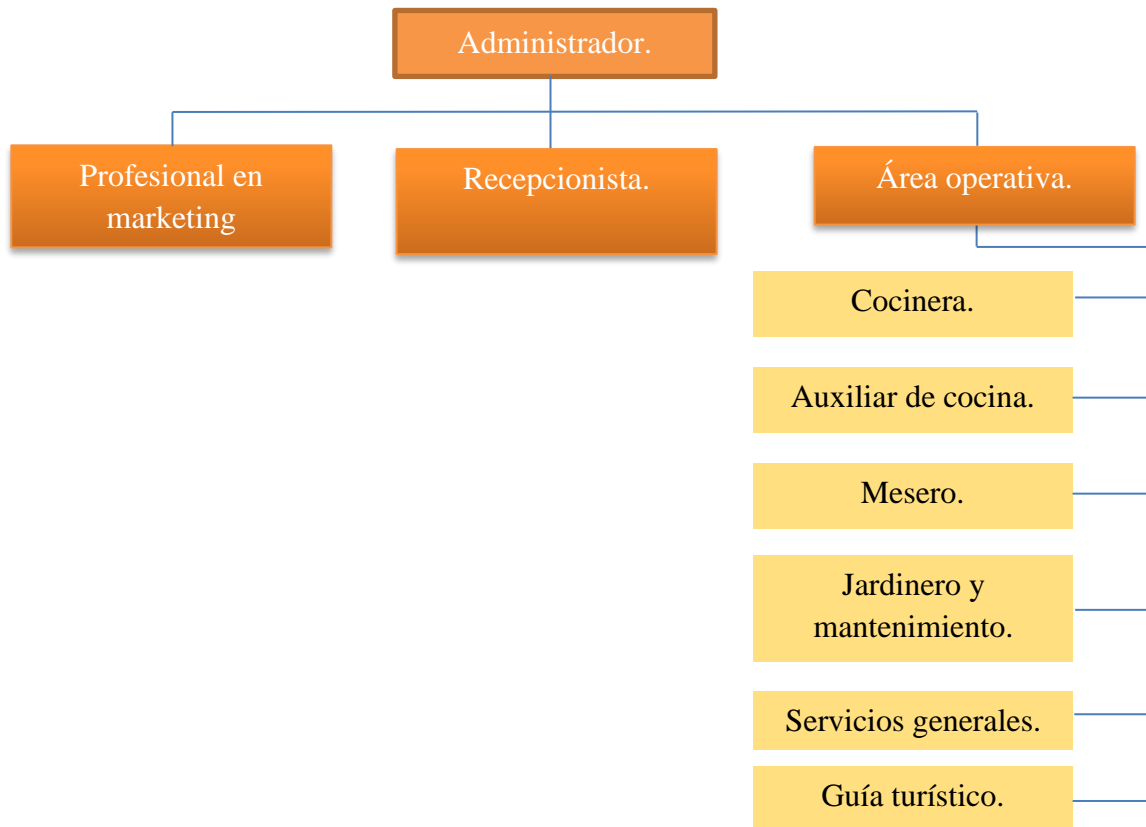 Administrador.
Profesional en
marketing
Recepcionista.
Área operativa.
Cocinera.
Auxiliar de cocina.
Mesero.
Jardinero y
mantenimiento.
Servicios generales.
Guía turístico.